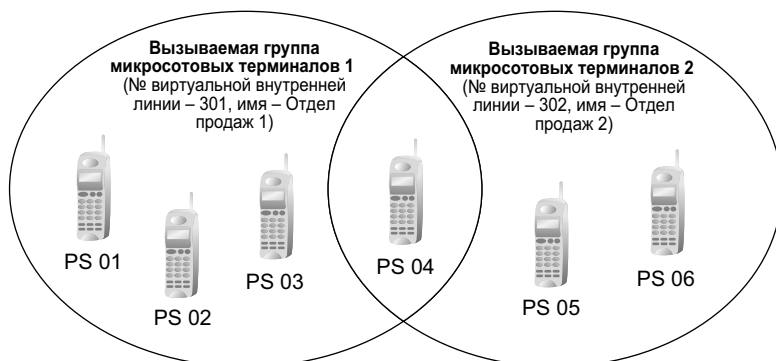 Вызываемая группа
микросотовых терминалов 1
(№ виртуальной внутренней
линии – 301, имя – Отдел
продаж 1)
Вызываемая группа
микросотовых терминалов 2
(№ виртуальной внутренней
линии – 302, имя – Отдел
продаж 2)
PS 01
PS 02
PS 03
PS 04
PS 05
PS 06